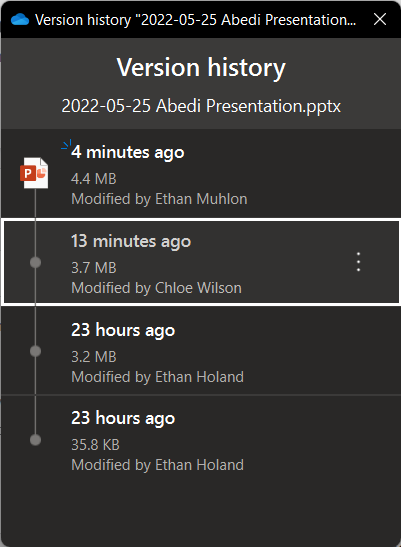 Version history "2022-05-25 Abedi Presentation...
Version history
2022-05-25 Abedi Presentation.pptx
4 minutes ago
P
4.4 MB
Modified by Ethan Muhlon
13 minutes ago
3.7 MB
Modified by Chloe Wilson
23 hours ago
3.2 MB
Modified by Ethan Holand
23 hours ago
35.8 KB
Modified by Ethan Holand